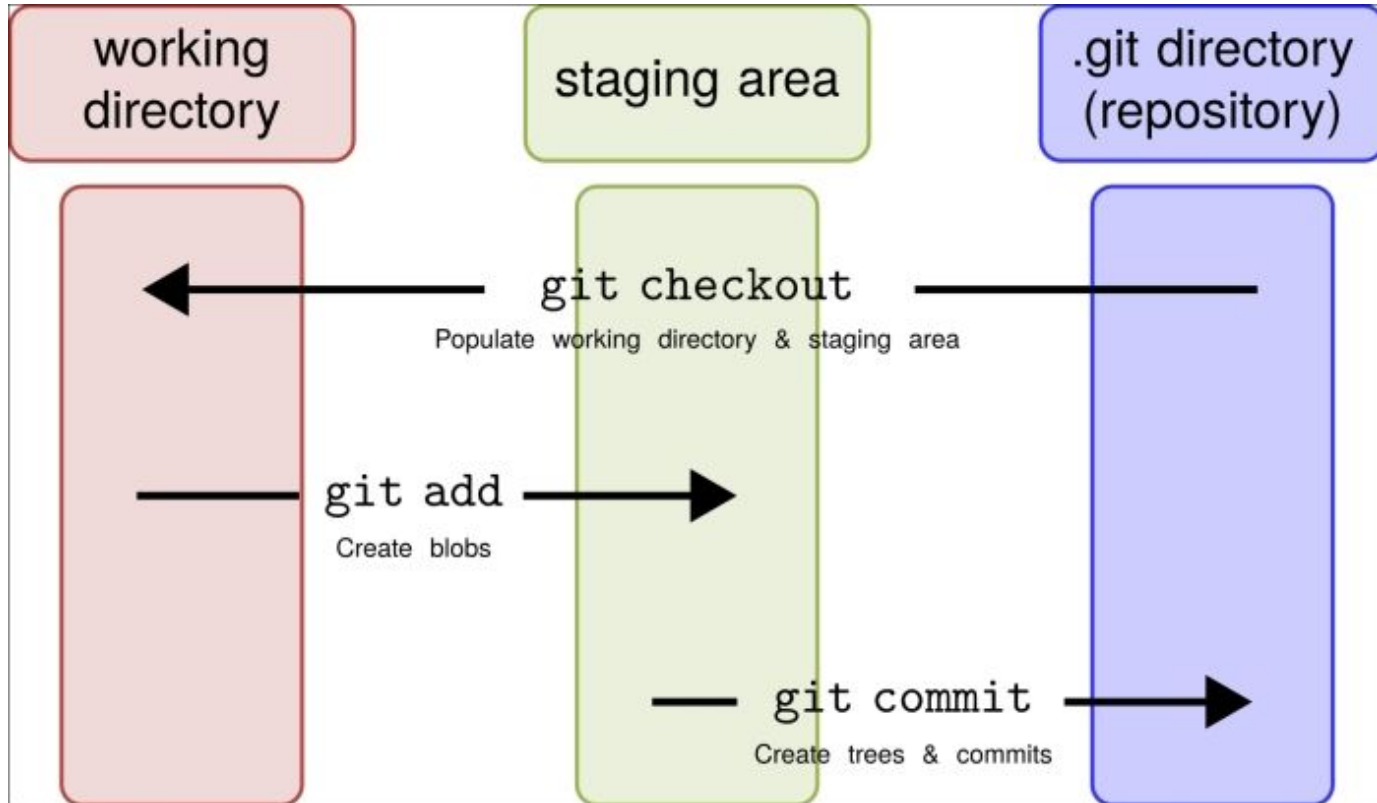 working
directory
staging area
.git directory
(repository)
git checkout
Populate working directory & staging area
git add
Create blobs
git commit
Create trees & commits